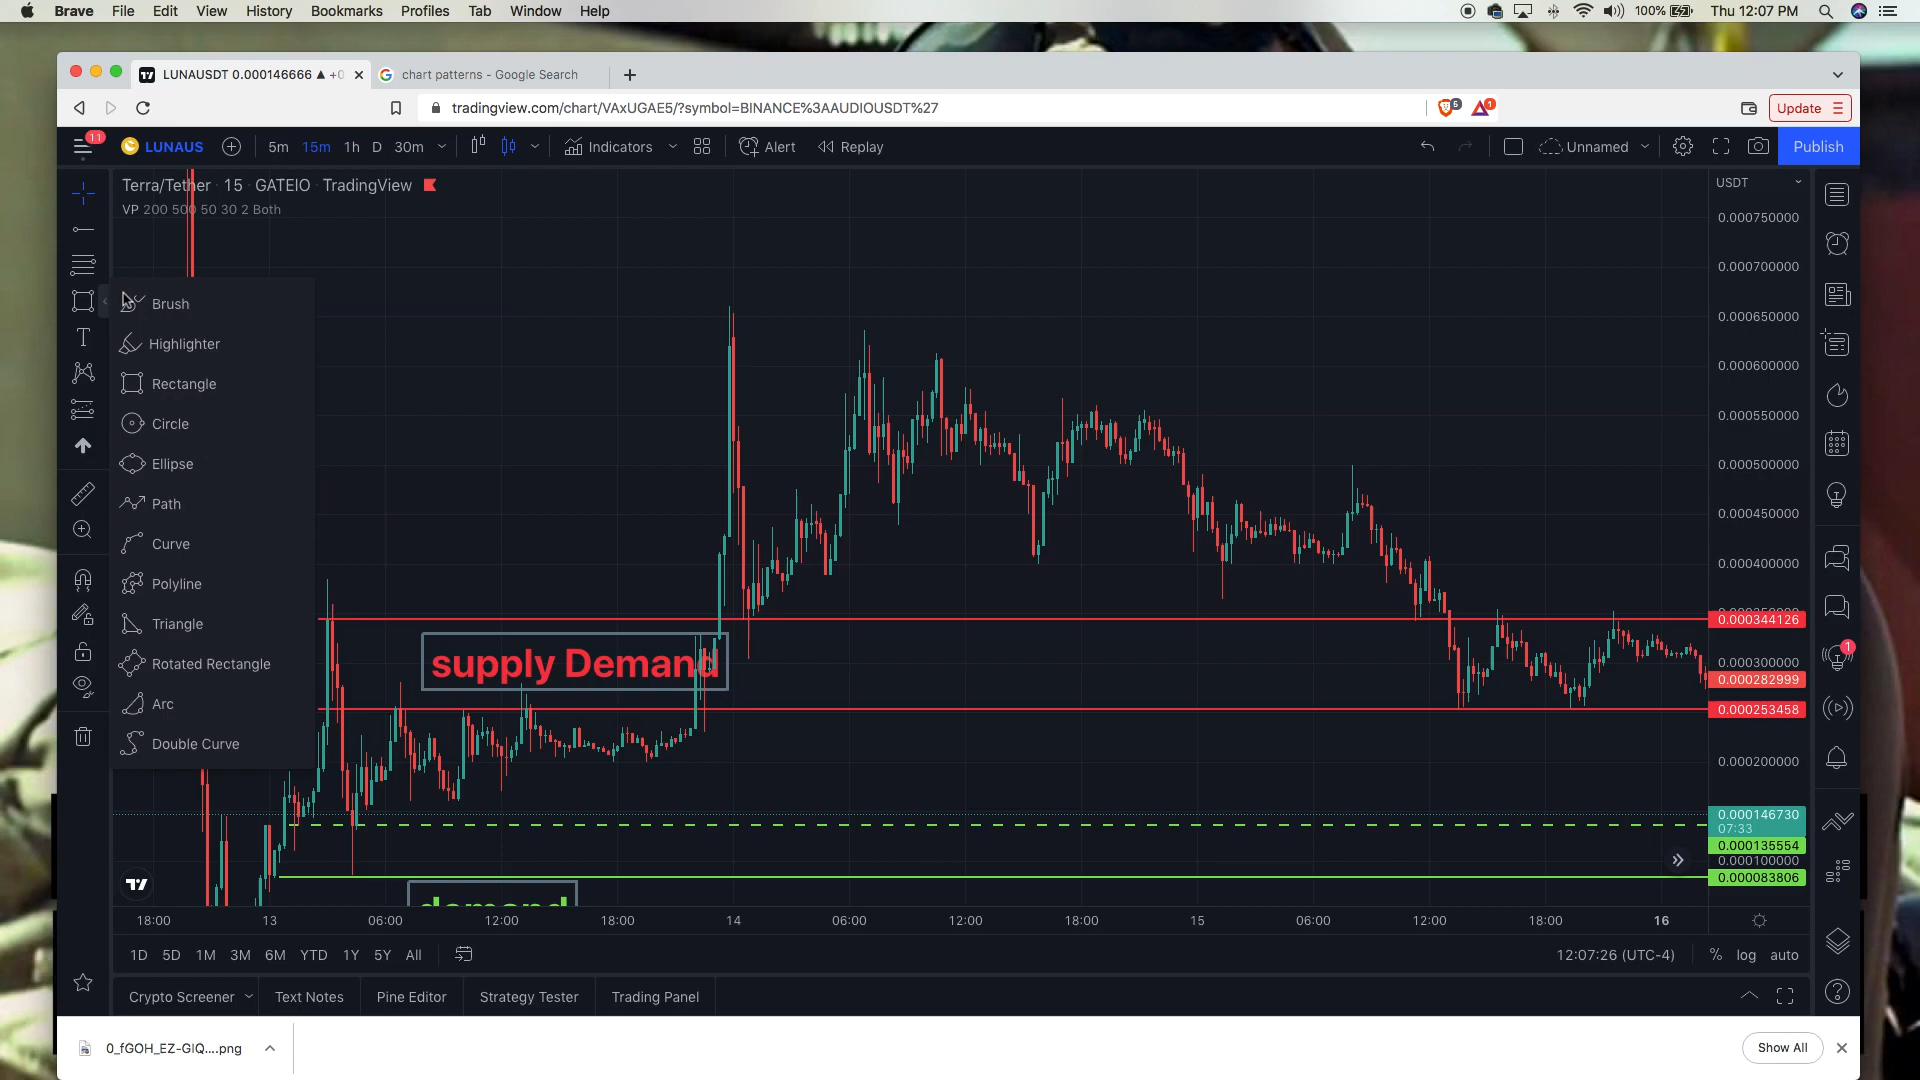 Brave File Edit View History Bookmarks Profiles Tab Window Help
100% Thu 12:07 PM
LUNAUSDT 0.000146666 ▲ +0
chart patterns - Google Search
tradingview.com/chart/VAxUGAE5/?symbol=BINANCE%3AAUDIOUSDT%27
5
1
Update
11
LUNAUS
5m 15m 1h D 30m
Indicators
Alert
Replay
Unnamed
Publish
Terra/Tether · 15 · GATEIO · TradingView
VP 200 500 50 30 2 Both
USDT
0.000750000
0.000700000
0.000650000
0.000600000
0.000550000
0.000500000
0.000450000
0.000400000
0.000344126
0.000300000
0.000282999
0.000253458
0.000200000
0.000146730
07:33
0.000135554
0.000100000
0.000083806
Brush
Highlighter
Rectangle
Circle
Ellipse
Path
Curve
Polyline
Triangle
Rotated Rectangle
Arc
Double Curve
supply Demand
1
18:00 13 06:00 12:00 18:00 14 06:00 12:00 18:00 15 06:00 12:00 18:00 16
1D 5D 1M 3M 6M YTD 1Y 5Y All
12:07:26 (UTC-4) % log auto
Crypto Screener Text Notes Pine Editor Strategy Tester Trading Panel
0_fGOH_EZ-GIQ....png
Show All